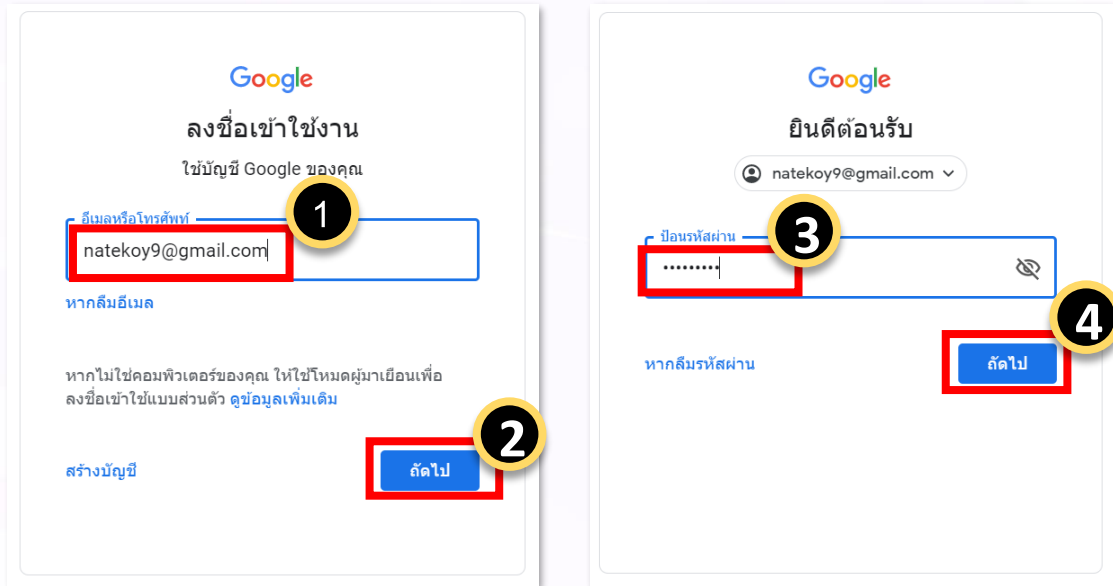 Google
ลงชื่อเข้าใช้งาน
ใช้บัญชี Google ของคุณ
1
อีเมลหรือโทรศัพท์
natekoy9@gmail.com
หากลืมอีเมล
หากไม่ใช่คอมพิวเตอร์ของคุณ ให้ใช้โหมดผู้มาเยือนเพื่อ
ลงชื่อเข้าใช้แบบส่วนตัว ดูข้อมูลเพิ่มเติม
2
สร้างบัญชี
ถัดไป
Google
ยินดีต้อนรับ
natekoy9@gmail.com
3
ป้อนรหัสผ่าน
•••••••••
4
หากลืมรหัสผ่าน
ถัดไป